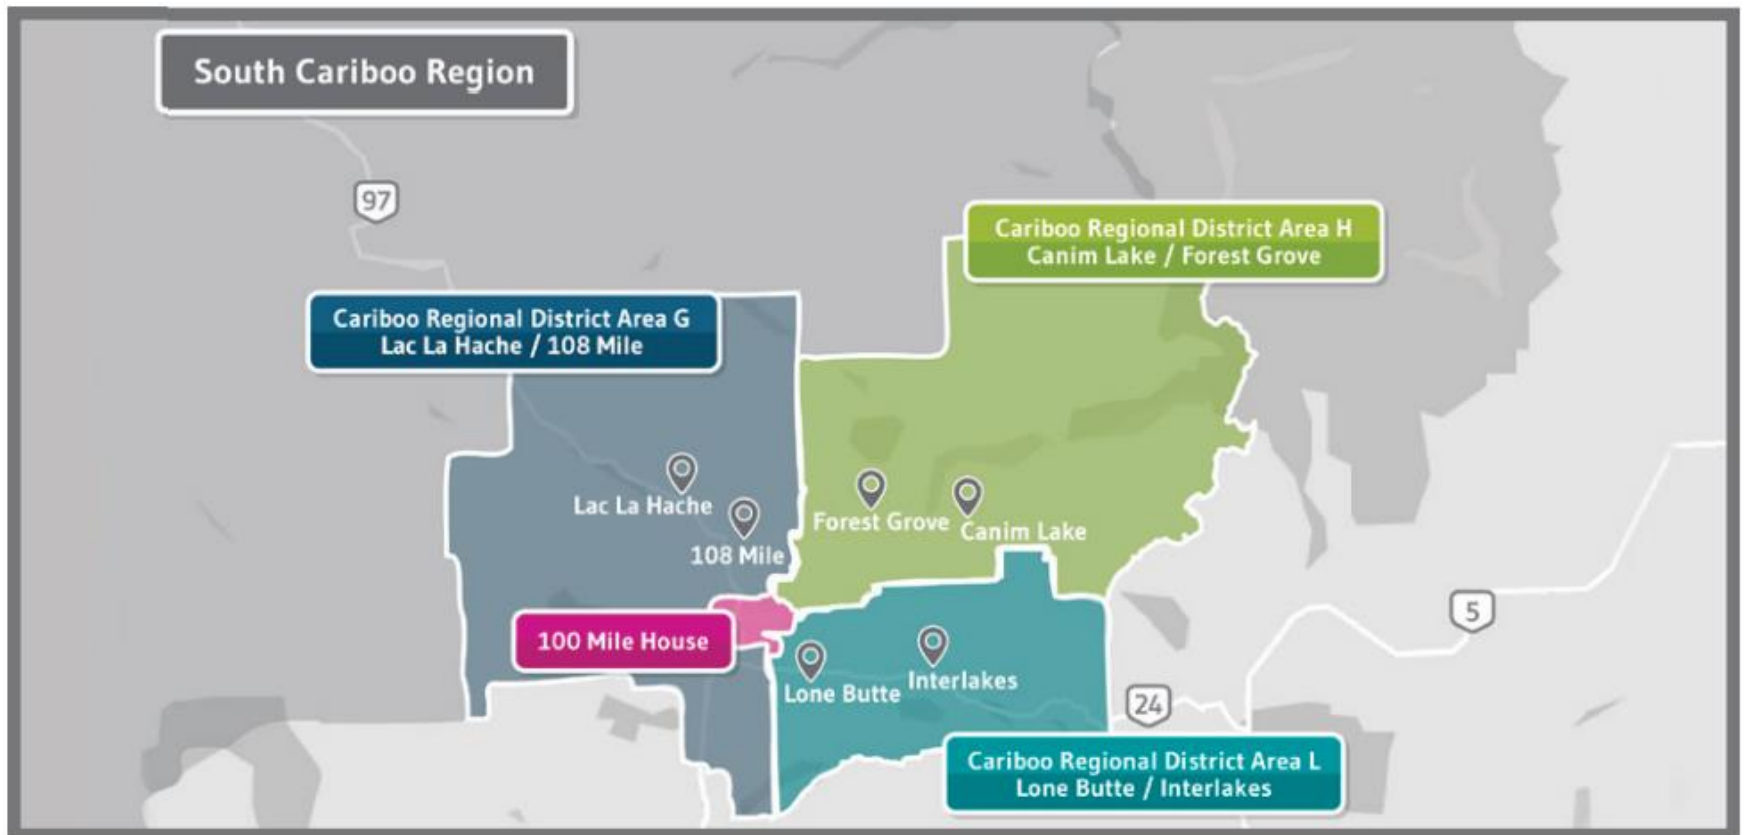 South Cariboo Region
97
Cariboo Regional District Area H
Canim Lake / Forest Grove
Cariboo Regional District Area G
Lac La Hache / 108 Mile
Lac La Hache
108 Mile
Forest Grove
Canim Lake
100 Mile House
5
Lone Butte
Interlakes
24
Cariboo Regional District Area L
Lone Butte / Interlakes